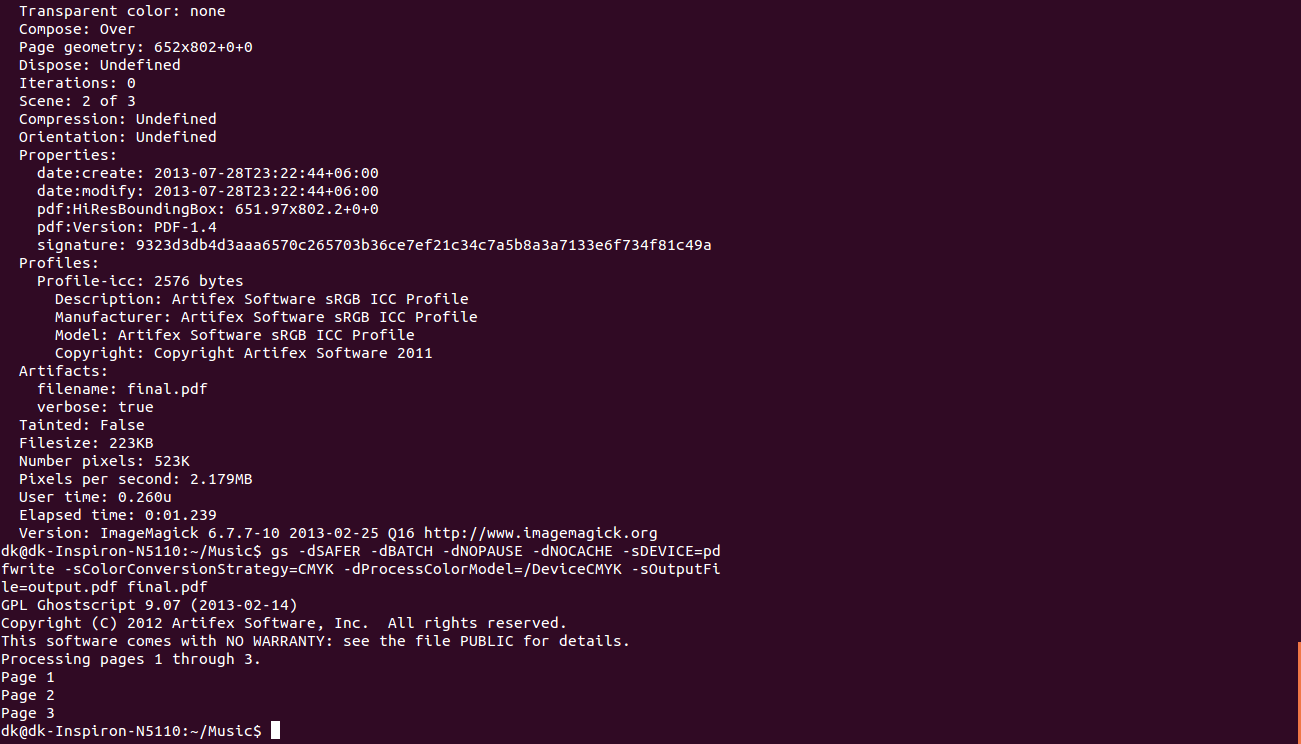 Transparent color: none
Compose: Over
Page geometry: 652x802+0+0
Dispose: Undefined
Iterations: 0
Scene: 2 of 3
Compression: Undefined
Orientation: Undefined
Properties:
date:create: 2013-07-28T23:22:44+06:00
date:modify: 2013-07-28T23:22:44+06:00
pdf:HiResBoundingBox: 651.97x802.2+0+0
pdf:Version: PDF-1.4
signature: 9323d3db4d3aaa6570c265703b36ce7ef21c34c7a5b8a3a7133e6f734f81c49a
Profiles:
Profile-icc: 2576 bytes
Description: Artifex Software sRGB ICC Profile
Manufacturer: Artifex Software sRGB ICC Profile
Model: Artifex Software sRGB ICC Profile
Copyright: Copyright Artifex Software 2011
Artifacts:
filename: final.pdf
verbose: true
Tainted: False
Filesize: 223KB
Number pixels: 523K
Pixels per second: 2.179MB
User time: 0.260u
Elapsed time: 0:01.239
Version: ImageMagick 6.7.7-10 2013-02-25 Q16 http://www.imagemagick.org
dk@dk-Inspiron-N5110:~/Music$ gs -dSAFER -dBATCH -dNOPAUSE -dNOCACHE -sDEVICE=pd
fwrite -sColorConversionStrategy=CMYK -dProcessColorModel=/DeviceCMYK -sOutputFi
le=output.pdf final.pdf
GPL Ghostscript 9.07 (2013-02-14)
Copyright (C) 2012 Artifex Software, Inc.  All rights reserved.
This software comes with NO WARRANTY: see the file PUBLIC for details.
Processing pages 1 through 3.
Page 1
Page 2
Page 3
dk@dk-Inspiron-N5110:~/Music$